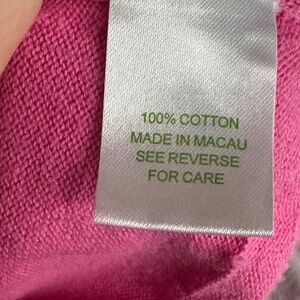 100% COTTON
MADE IN MACAU
SEE REVERSE
FOR CARE